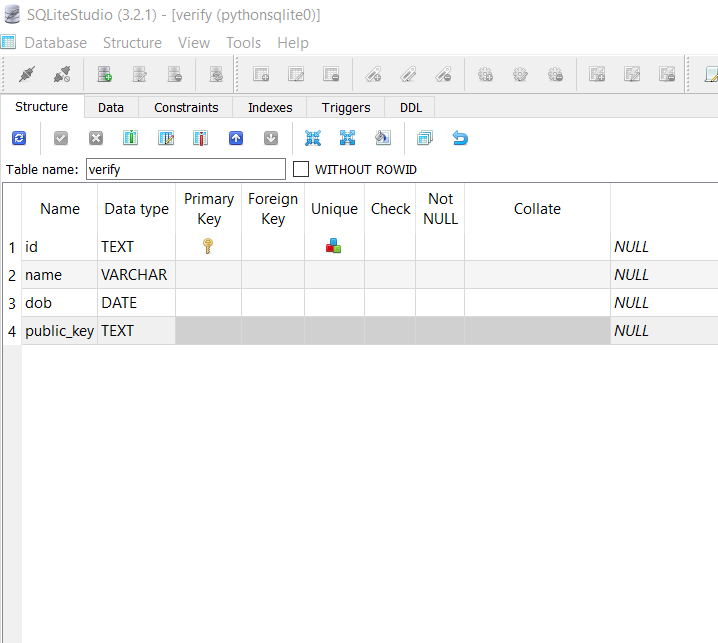 SQLiteStudio (3.2.1) - [verify (pythonsqlite0)]
Database Structure View Tools Help
Structure Data Constraints Indexes Triggers DDL
Table name: verify WITHOUT ROWID
Name Data type Primary Key Foreign Key Unique Check Not NULL Collate
1 id TEXT NULL
2 name VARCHAR NULL
3 dob DATE NULL
4 public_key TEXT NULL